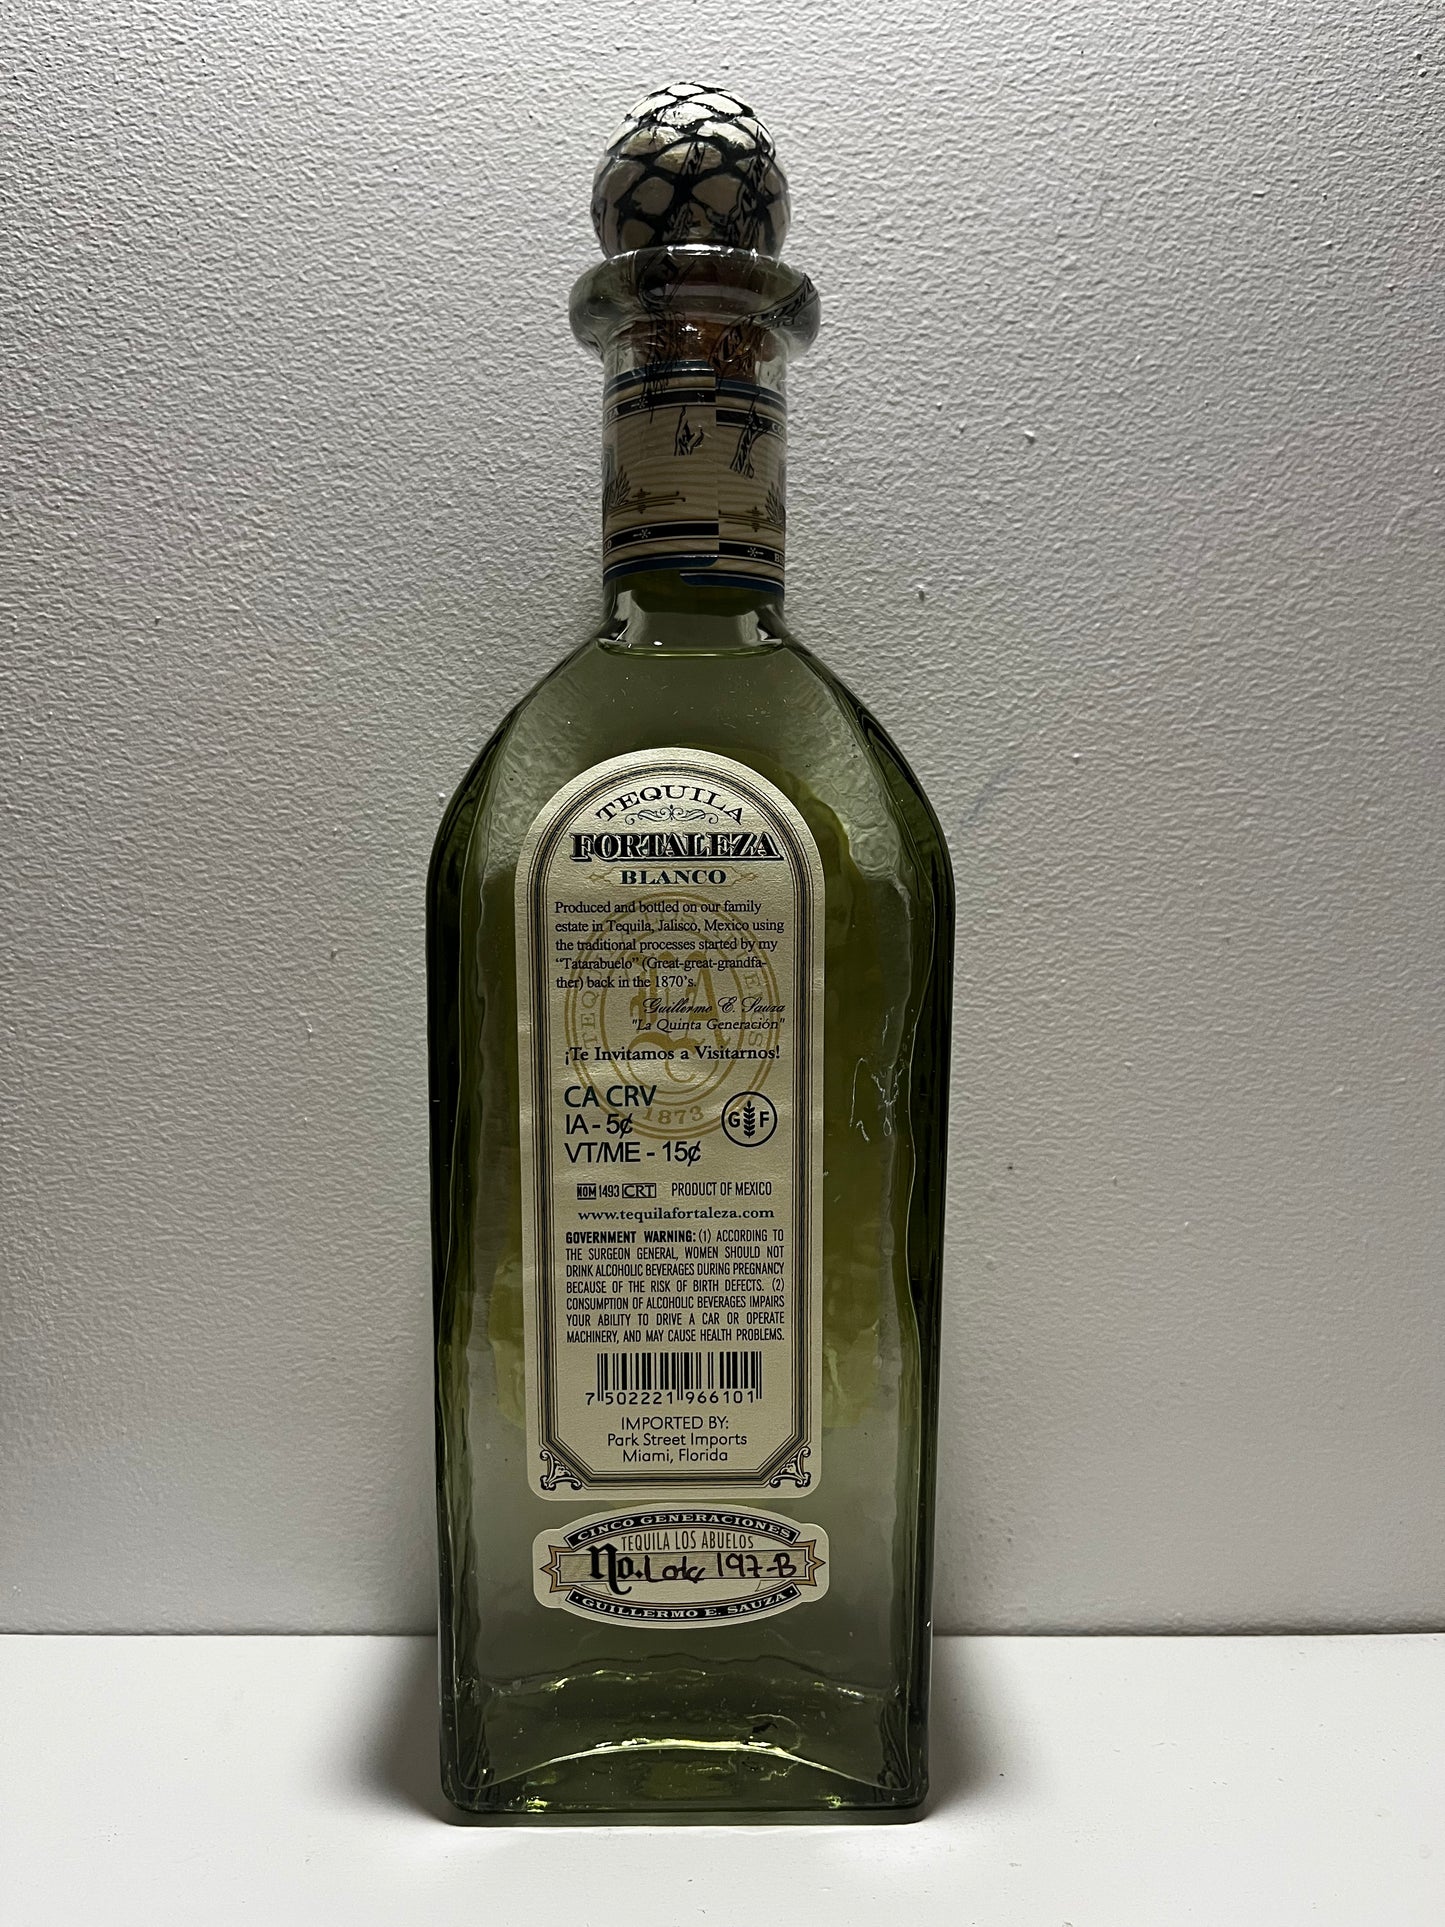 TEQUILA
FORTALEZA
BLANCO
Produced and bottled on our family
estate in Tequila, Jalisco, Mexico using
the traditional processes started by my
“Tatarabuelo” (Great-great-grandfa-
ther) back in the 1870's.
Guillermo E. Sauza
"La Quinta Generación"
¡Te Invitamos a Visitarnos!
CA CRV
IA - 5¢
VT/ME - 15¢
1873
G F
NOM 1493 CRT PRODUCT OF MEXICO
www.tequilafortaleza.com
GOVERNMENT WARNING: (1) ACCORDING TO
THE SURGEON GENERAL, WOMEN SHOULD NOT
DRINK ALCOHOLIC BEVERAGES DURING PREGNANCY
BECAUSE OF THE RISK OF BIRTH DEFECTS. (2)
CONSUMPTION OF ALCOHOLIC BEVERAGES IMPAIRS
YOUR ABILITY TO DRIVE A CAR OR OPERATE
MACHINERY, AND MAY CAUSE HEALTH PROBLEMS.
7 502221 966101
IMPORTED BY:
Park Street Imports
Miami, Florida
CINCO GENERACIONES
TEQUILA LOS ABUELOS
No. Lote 197-B
GUILLERMO E. SAUZA